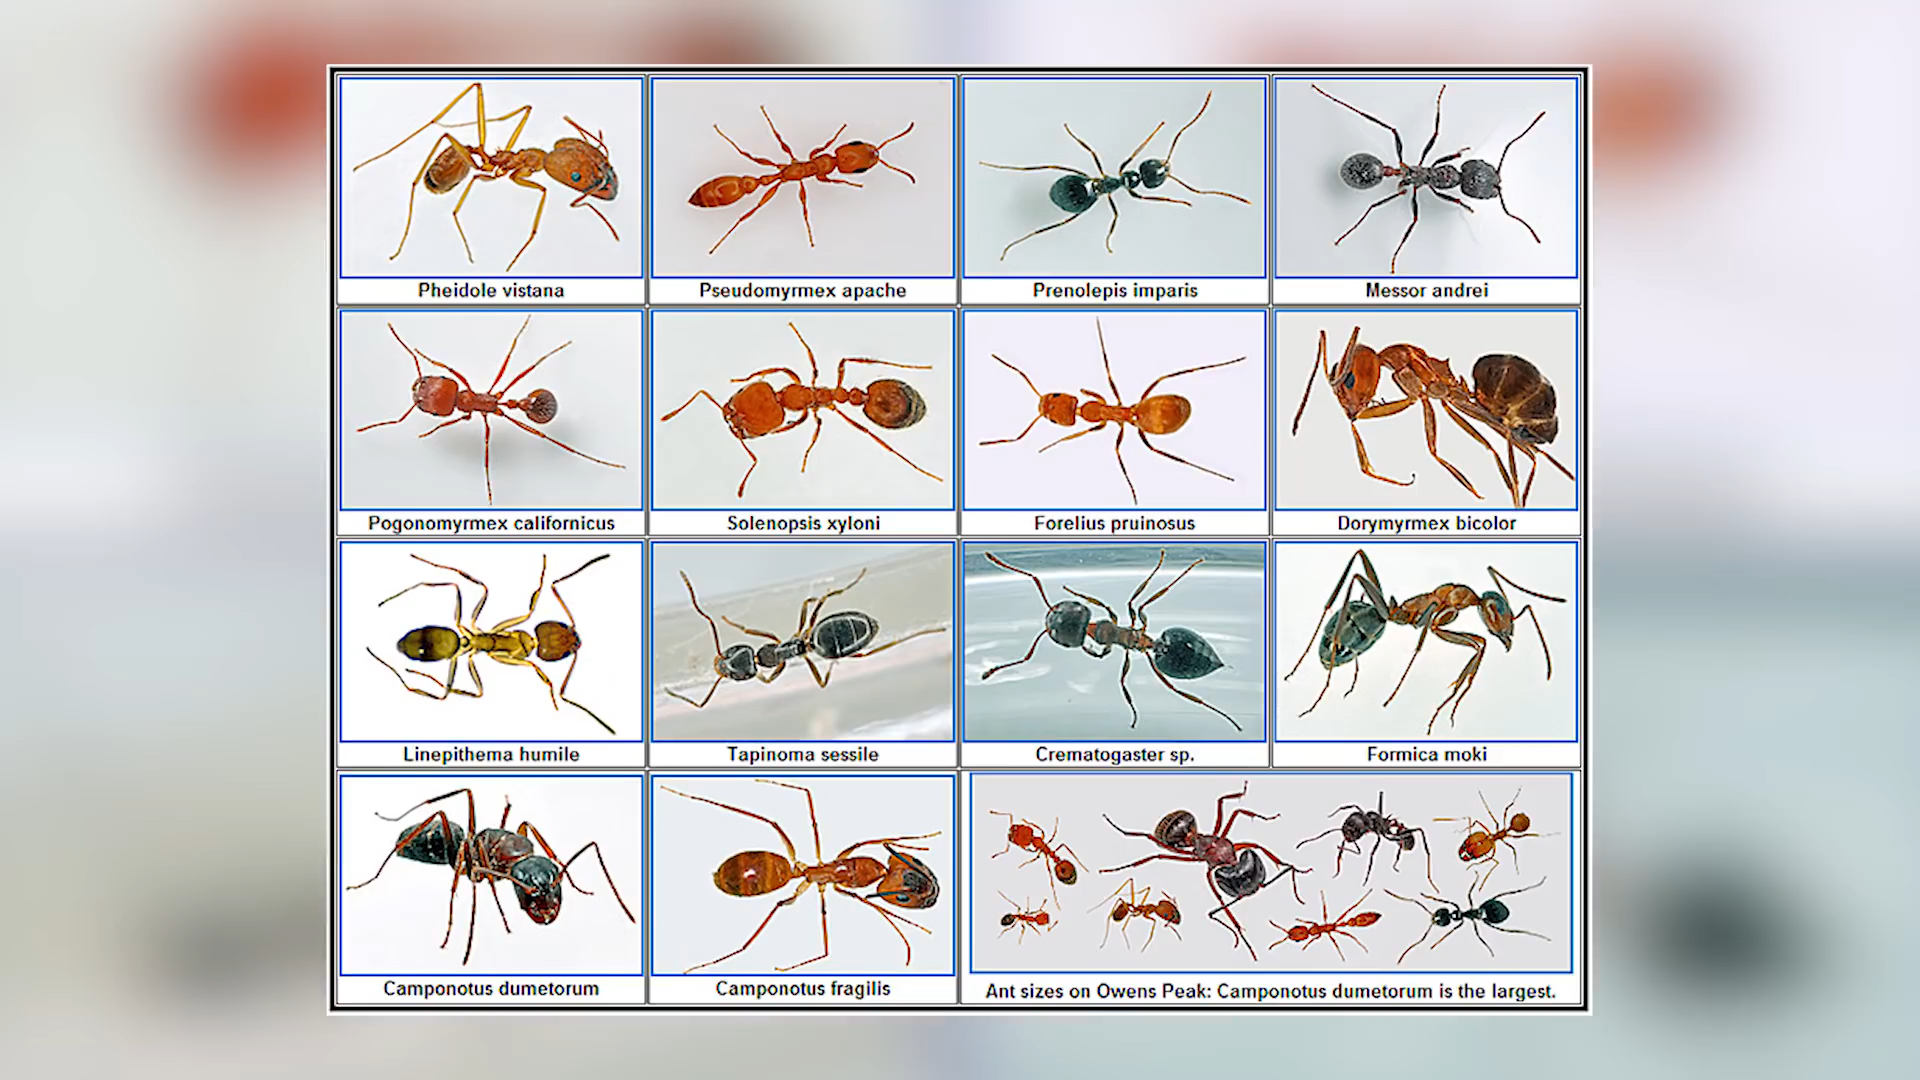 Pheidole vistana
Pseudomyrmex apache
Prenolepis imparis
Messor andrei
Pogonomyrmex californicus
Solenopsis xyloni
Forelius pruinosus
Dorymyrmex bicolor
Linepithema humile
Tapinoma sessile
Crematogaster sp.
Formica moki
Camponotus dumetorum
Camponotus fragilis
Ant sizes on Owens Peak: Camponotus dumetorum is the largest.